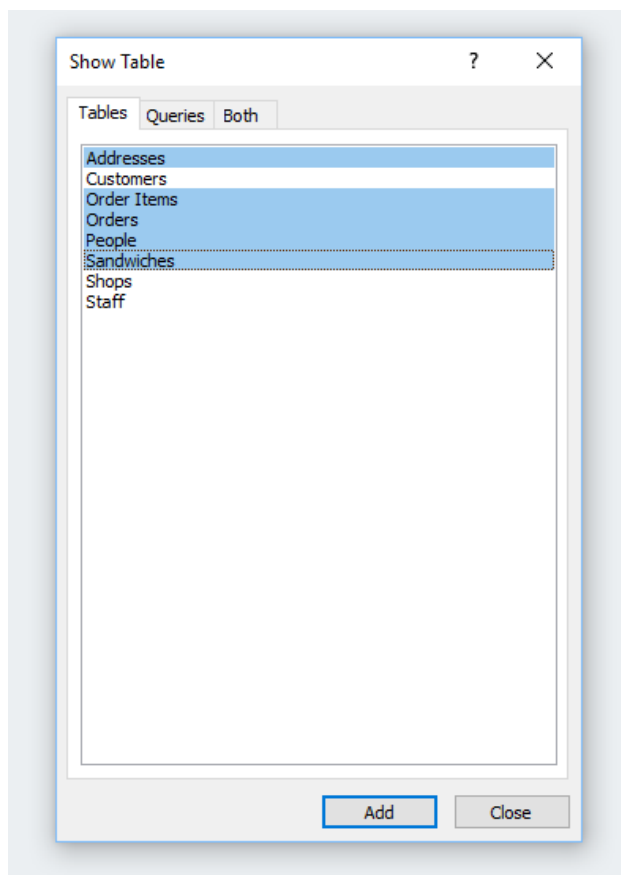 Show Table ?
Tables Queries Both
Addresses
Customers
Order Items
Orders
People
Sandwiches
Shops
Staff
Add Close